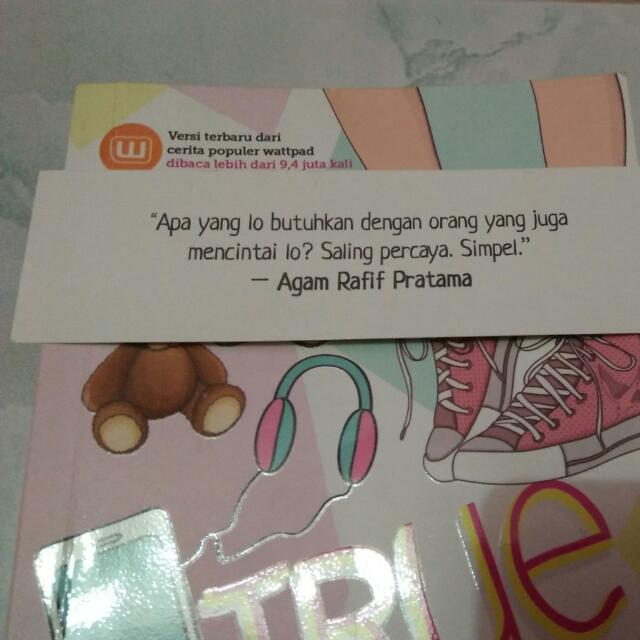 Versi terbaru dari
cerita populer wattpad
dibaca lebih dari 9,4 juta kali
"Apa yang lo butuhkan dengan orang yang juga
mencintai lo? Saling percaya. Simpel."
— Agam Rafif Pratama
TRUe